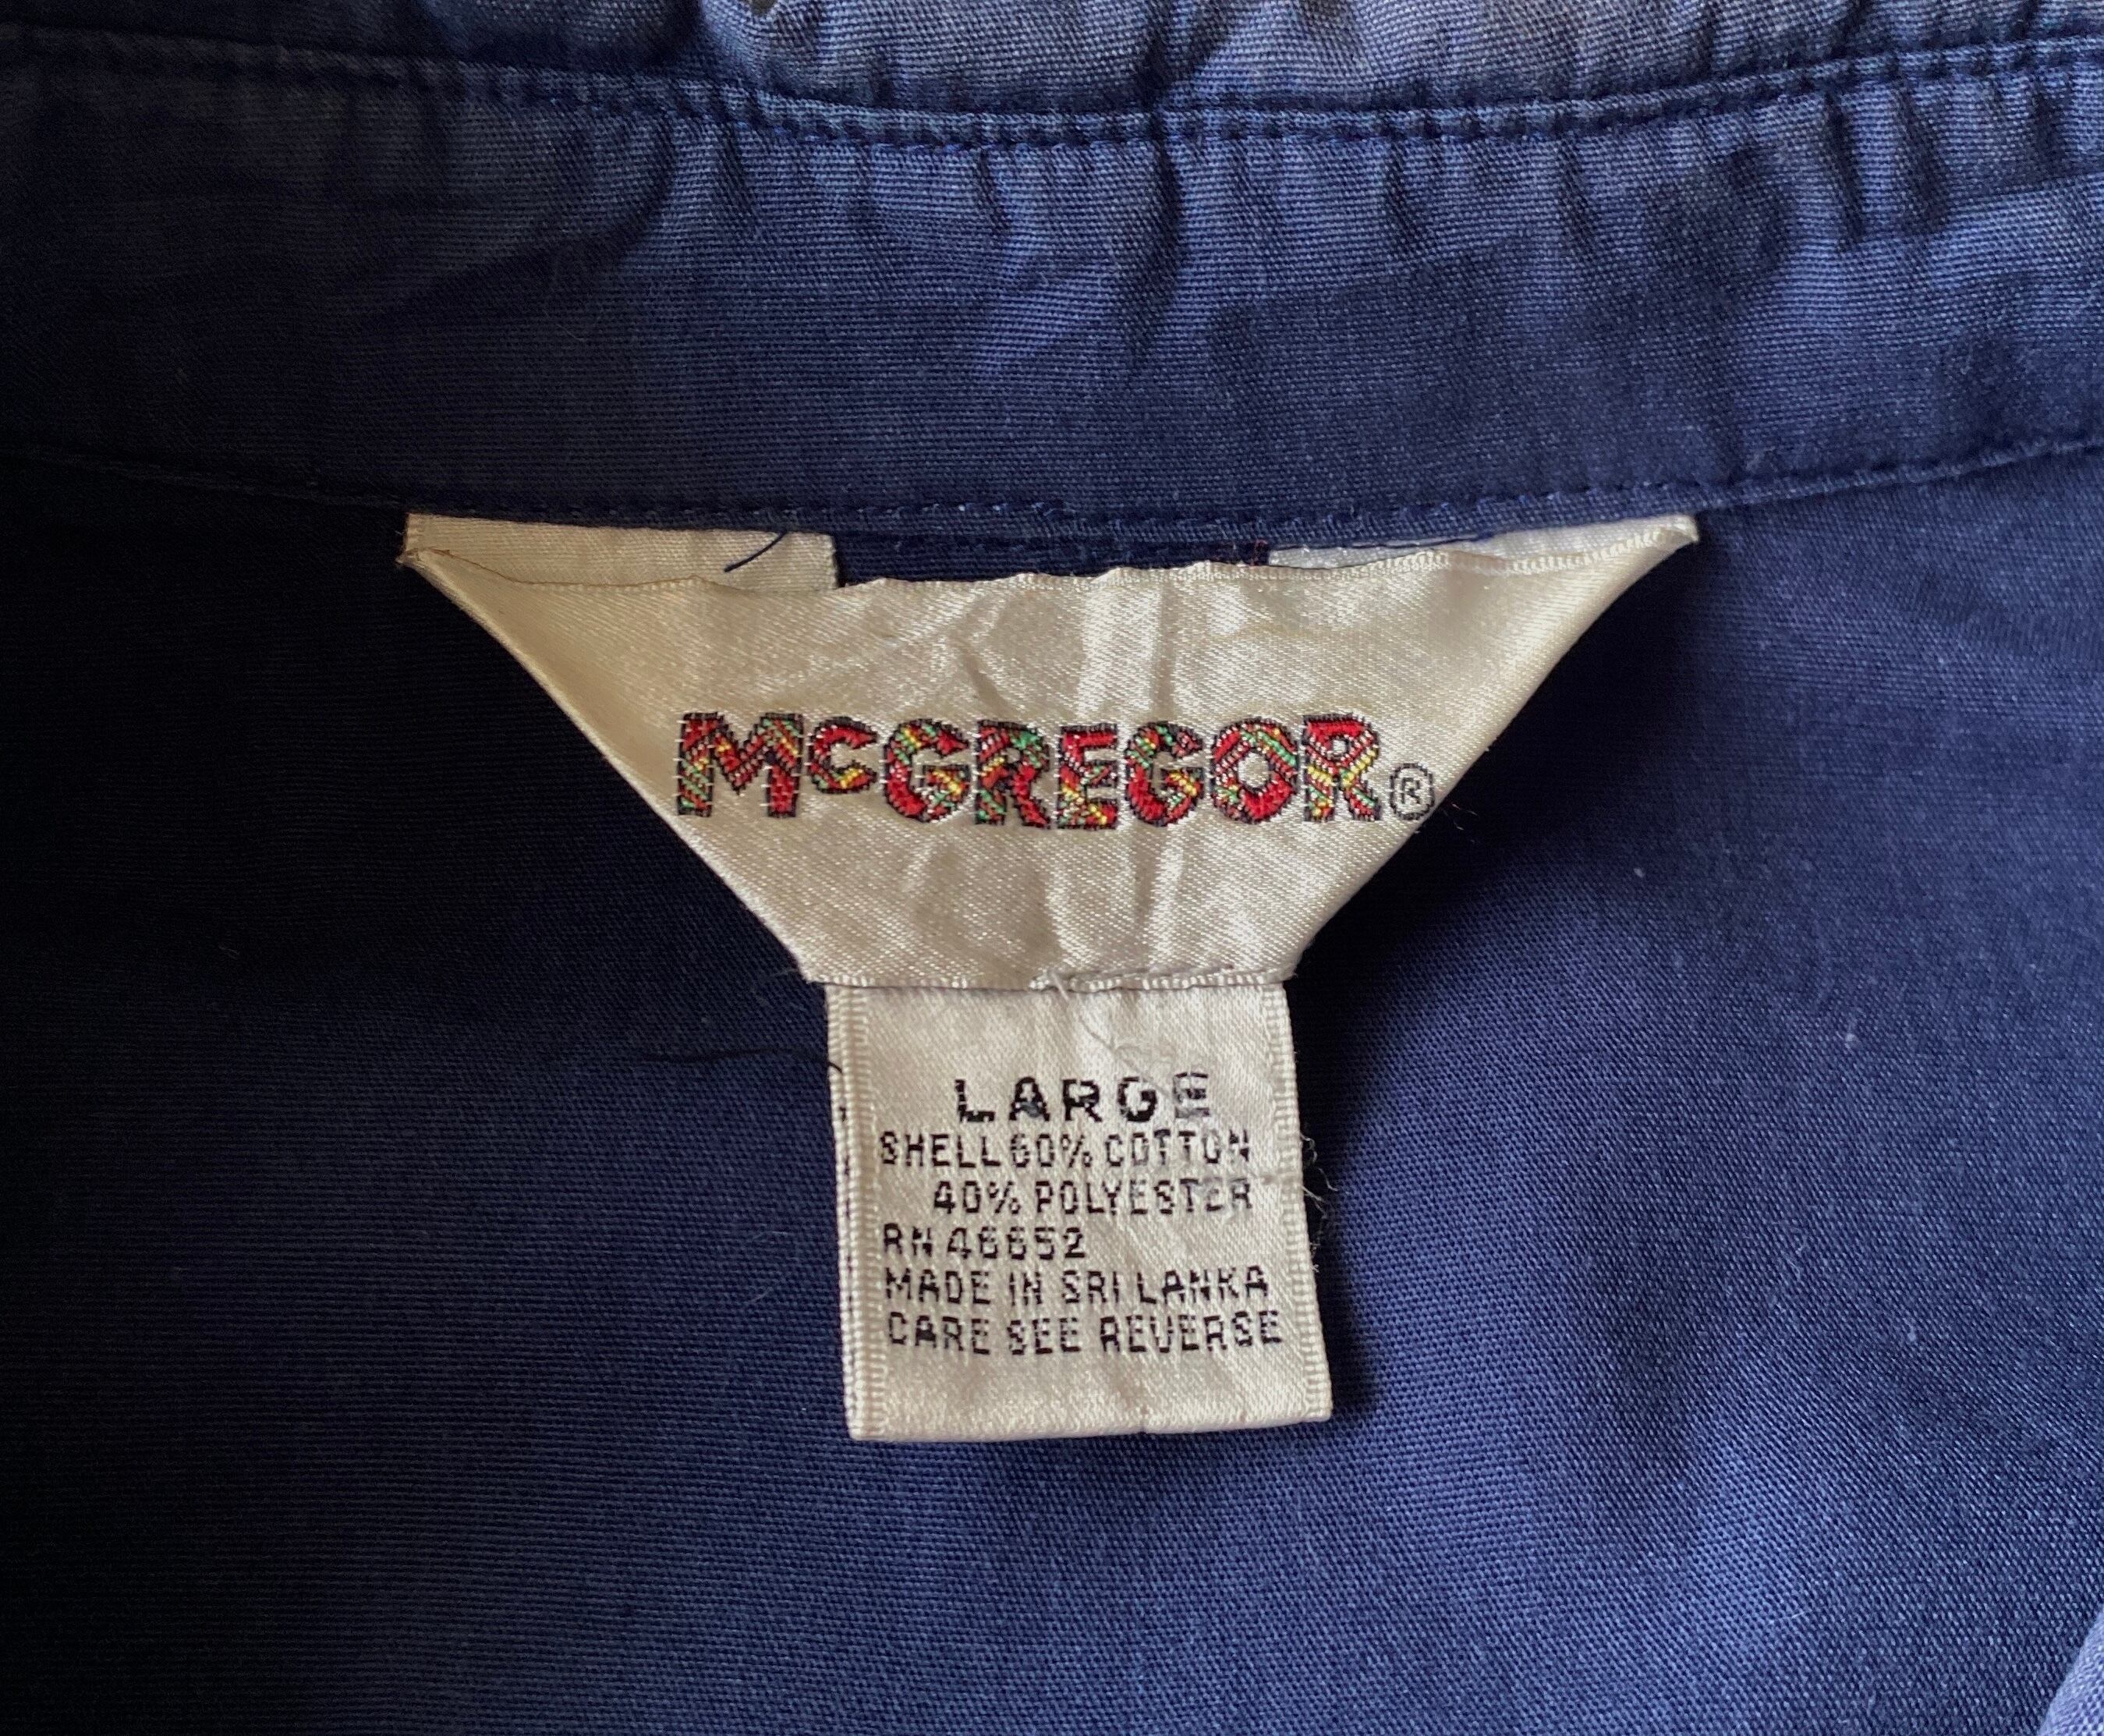 McGREGOR®
LARGE
SHELL 60% COTTON
40% POLYESTER
RN 46652
MADE IN SRI LANKA
CARE SEE REVERSE